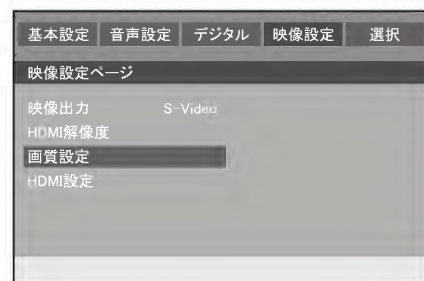 基本設定 音声設定 デジタル 映像設定 選択
映像設定ページ
映像出力 S-Video
HDMI解像度
画質設定
HDMI設定